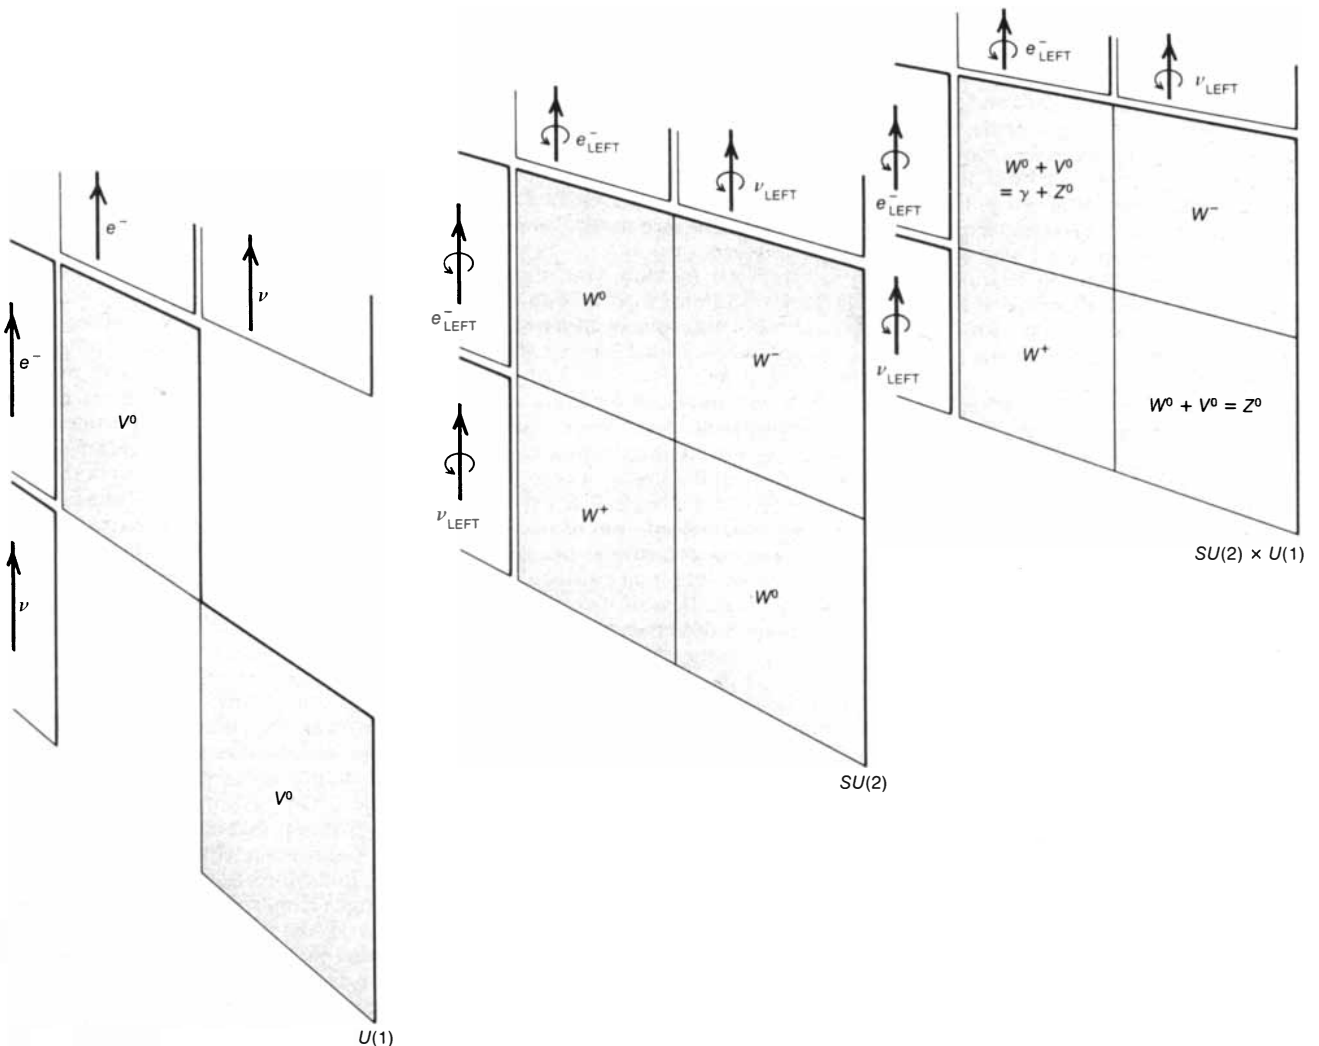 e⁻
ν
e⁻
V⁰
ν
V⁰
U(1)
e⁻LEFT
νLEFT
e⁻LEFT
W⁰
W⁻
νLEFT
W⁺
W⁰
SU(2)
e⁻LEFT
νLEFT
e⁻LEFT
W⁰ + V⁰
= γ + Z⁰
W⁻
νLEFT
W⁺
W⁰ + V⁰ = Z⁰
SU(2) × U(1)